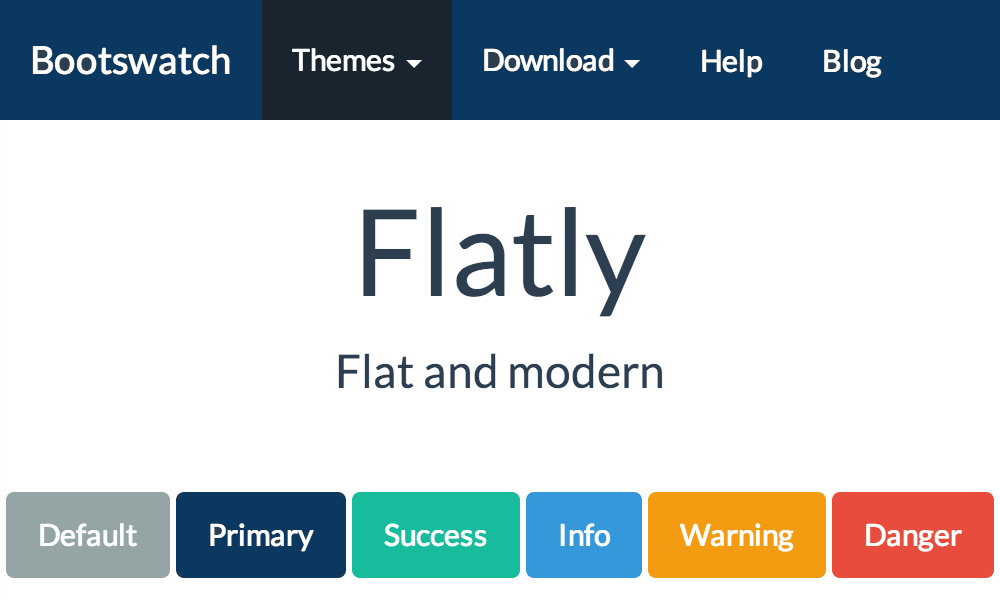 Bootswatch Themes Download Help Blog
Flatly
Flat and modern
Default Primary Success Info Warning Danger